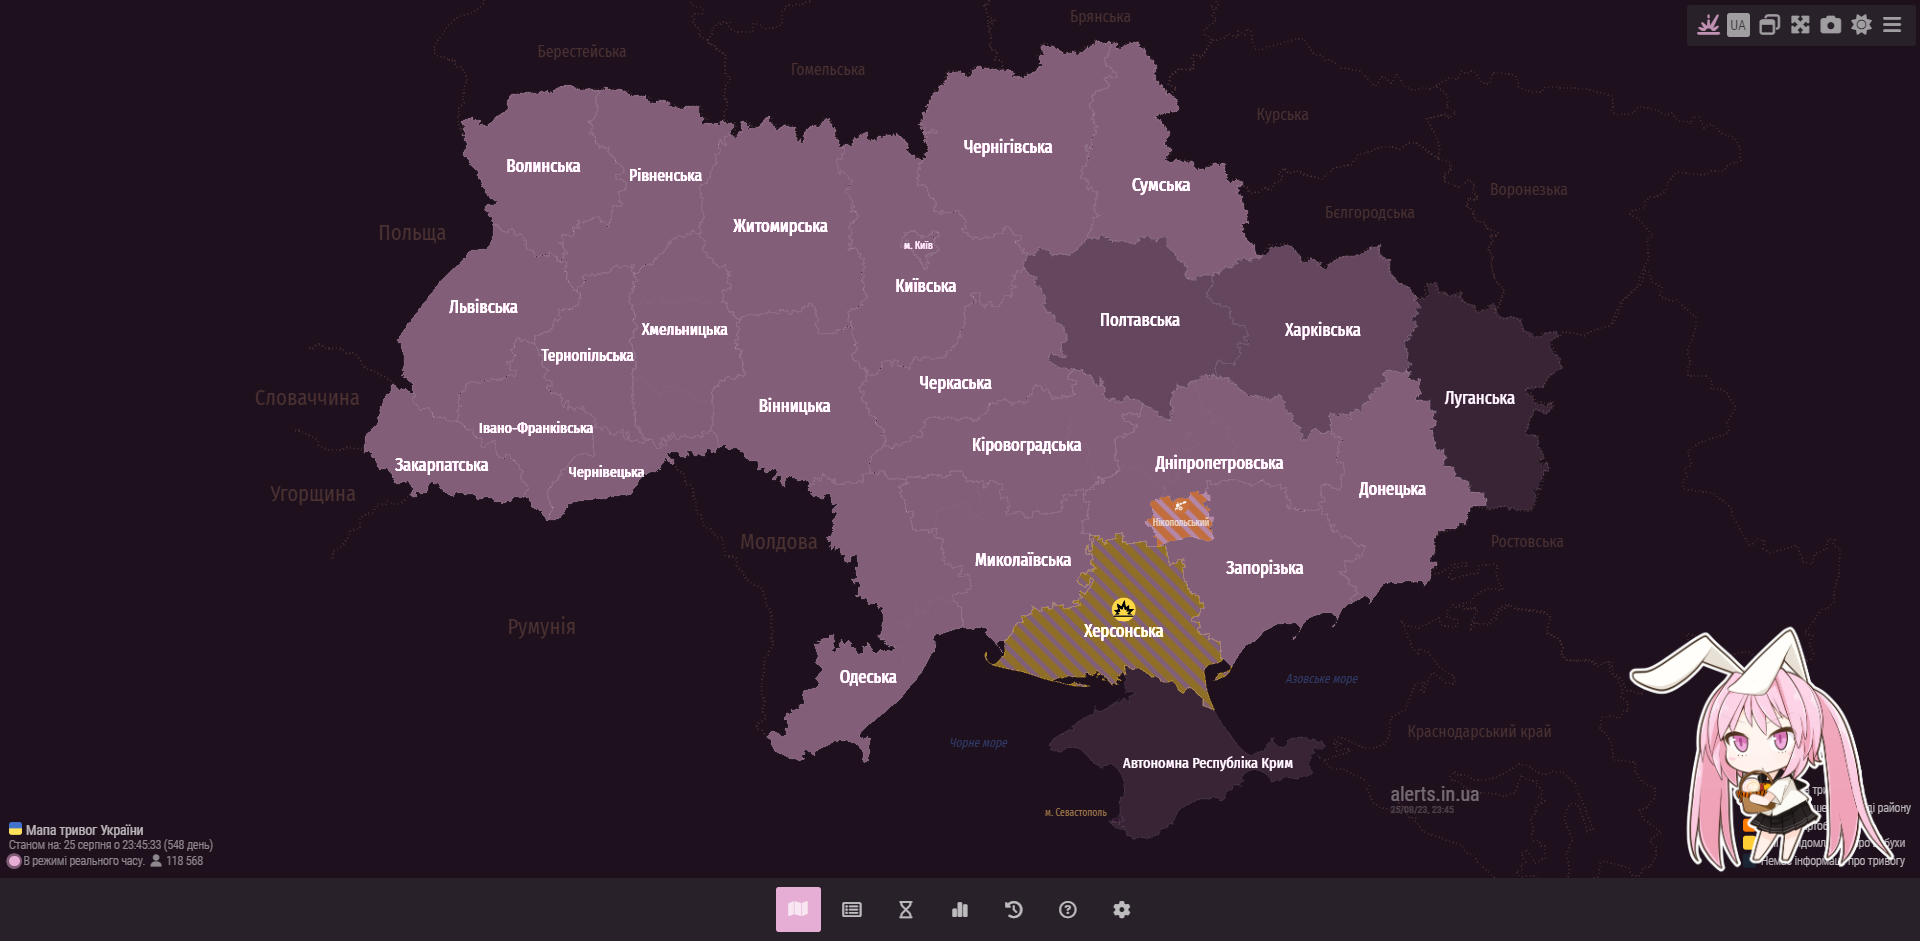 Брянська
UA
Берестейська
Гомельська
Курська
Чернігівська
Волинська
Рівненська
Сумська
Воронезька
Бєлгородська
Житомирська
Польща
м. Київ
Київська
Львівська
Полтавська
Харківська
Хмельницька
Тернопільська
Черкаська
Словаччина
Луганська
Вінницька
Івано-Франківська
Кіровоградська
Закарпатська
Чернівецька
Дніпропетровська
Донецька
Угорщина
Нікопольський
Молдова
Ростовська
Миколаївська
Запорізька
Румунія
Херсонська
Одеська
Азовське море
Чорне море
Краснодарський край
Автономна Республіка Крим
alerts.in.ua
25/08/23, 23:45
м. Севастополь
Мапа тривог України
Станом на: 25 серпня о 23:45:33 (548 день)
В режимі реального часу. 118 568
району
інформації про тривогу